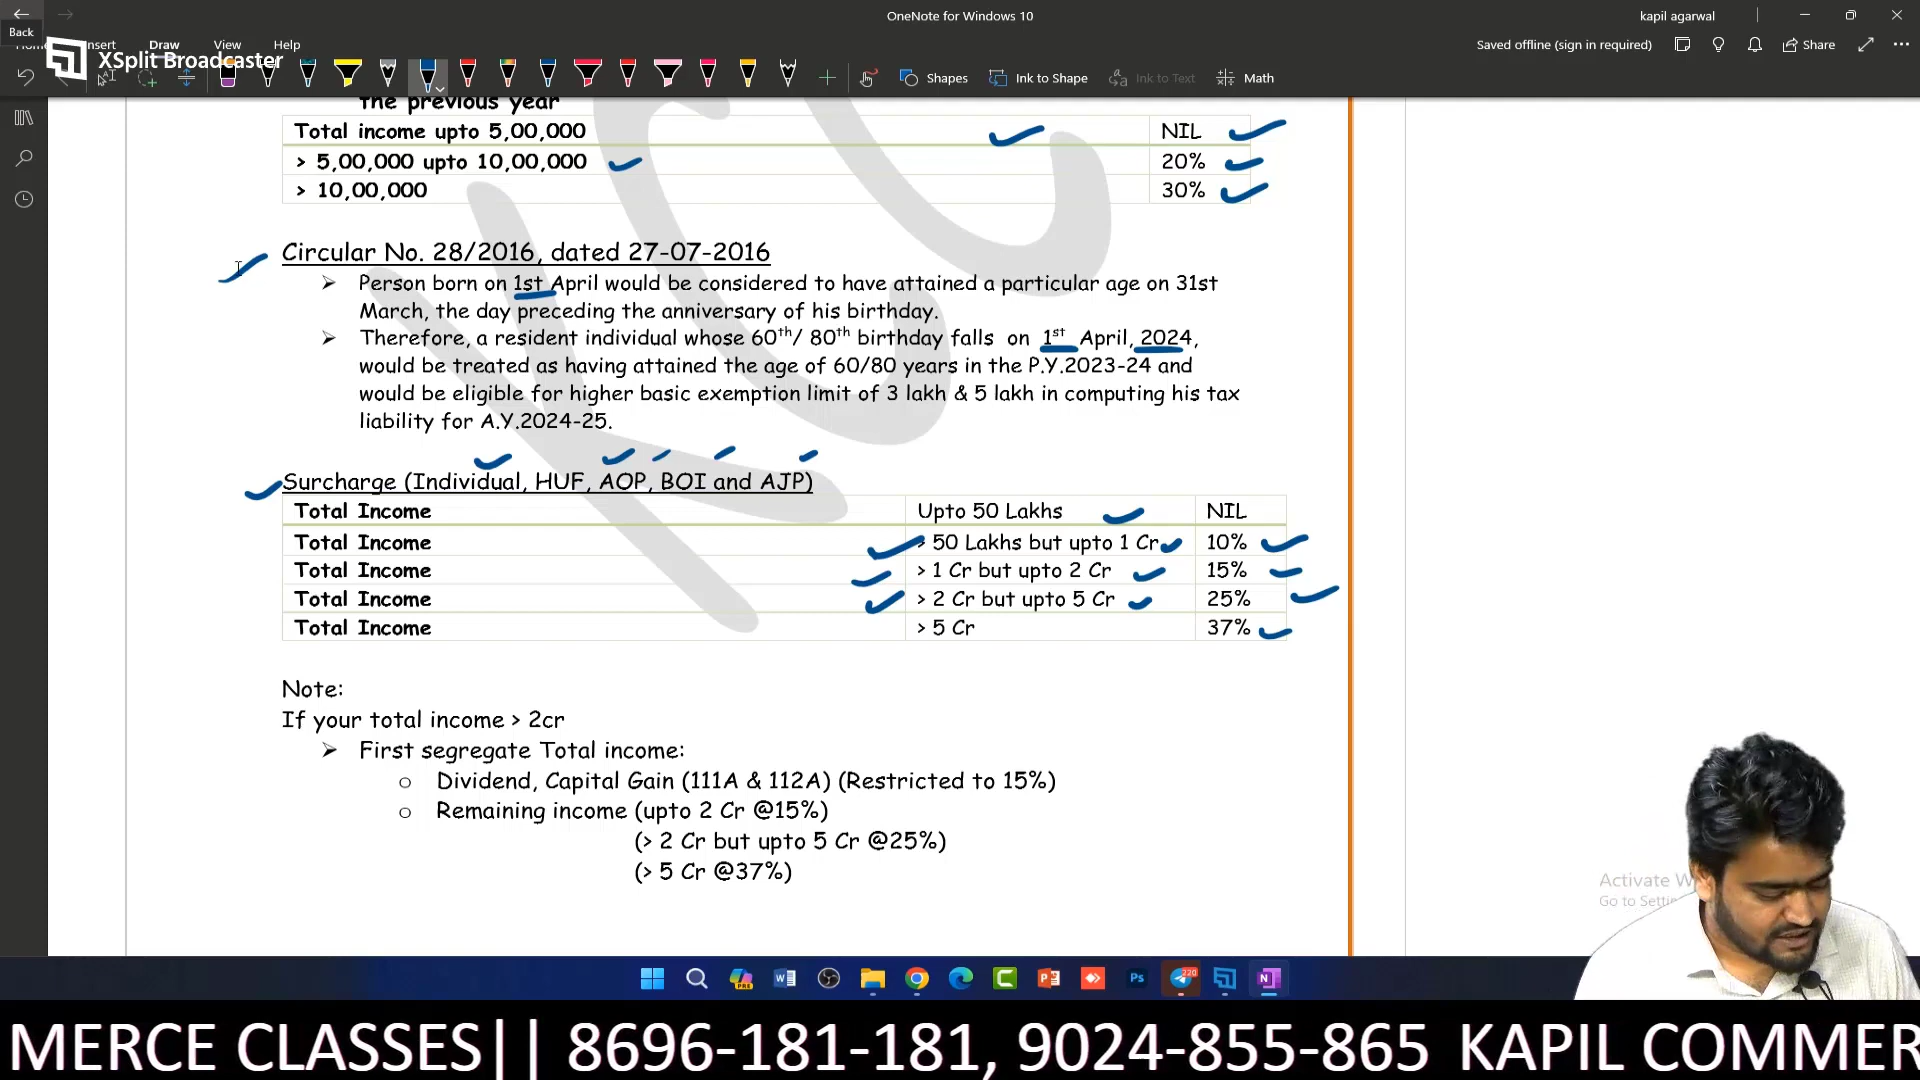 OneNote for Windows 10
kapil agarwal
Back
Insert Draw View Help
Saved offline (sign in required)
Share
XSplit Broadcaster
Shapes
Ink to Shape
Ink to Text
Math
the previous year
Total income upto 5,00,000 NIL
> 5,00,000 upto 10,00,000 20%
> 10,00,000 30%
Circular No. 28/2016, dated 27-07-2016
➢ Person born on 1st April would be considered to have attained a particular age on 31st
March, the day preceding the anniversary of his birthday.
➢ Therefore, a resident individual whose 60th/ 80th birthday falls on 1st April, 2024,
would be treated as having attained the age of 60/80 years in the P.Y.2023-24 and
would be eligible for higher basic exemption limit of 3 lakh & 5 lakh in computing his tax
liability for A.Y.2024-25.
Surcharge (Individual, HUF, AOP, BOI and AJP)
Total Income Upto 50 Lakhs NIL
Total Income > 50 Lakhs but upto 1 Cr 10%
Total Income > 1 Cr but upto 2 Cr 15%
Total Income > 2 Cr but upto 5 Cr 25%
Total Income > 5 Cr 37%
Note:
If your total income > 2cr
➢ First segregate Total income:
o Dividend, Capital Gain (111A & 112A) (Restricted to 15%)
o Remaining income (upto 2 Cr @15%)
(> 2 Cr but upto 5 Cr @25%)
(> 5 Cr @37%)
Activate W
Go to Settin
220
MERCE CLASSES|| 8696-181-181, 9024-855-865 KAPIL COMMER